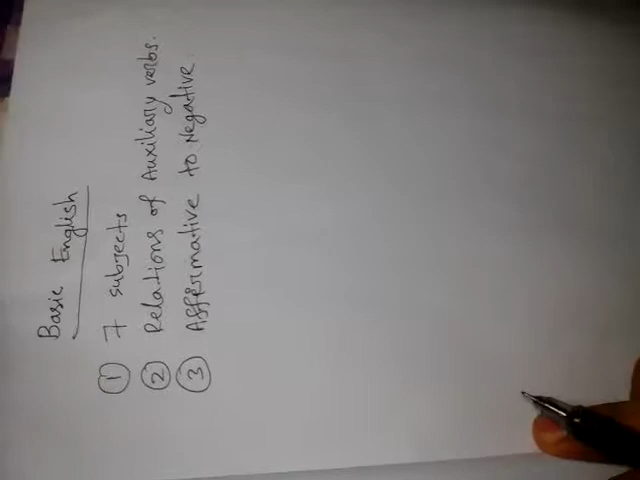 Basic English
① 7 subjects
② Relations of Auxiliary verbs.
③ Affirmative to Negative.